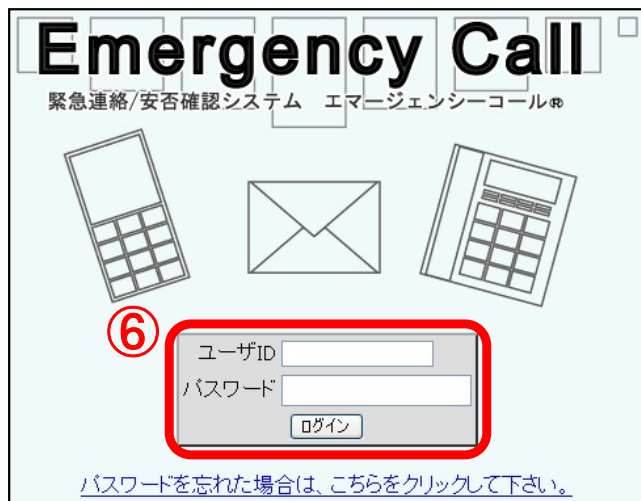 Emergency Call
緊急連絡/安否確認システム　エマージェンシーコール®
⑥
ユーザID
パスワード
ログイン
パスワードを忘れた場合は、こちらをクリックして下さい。